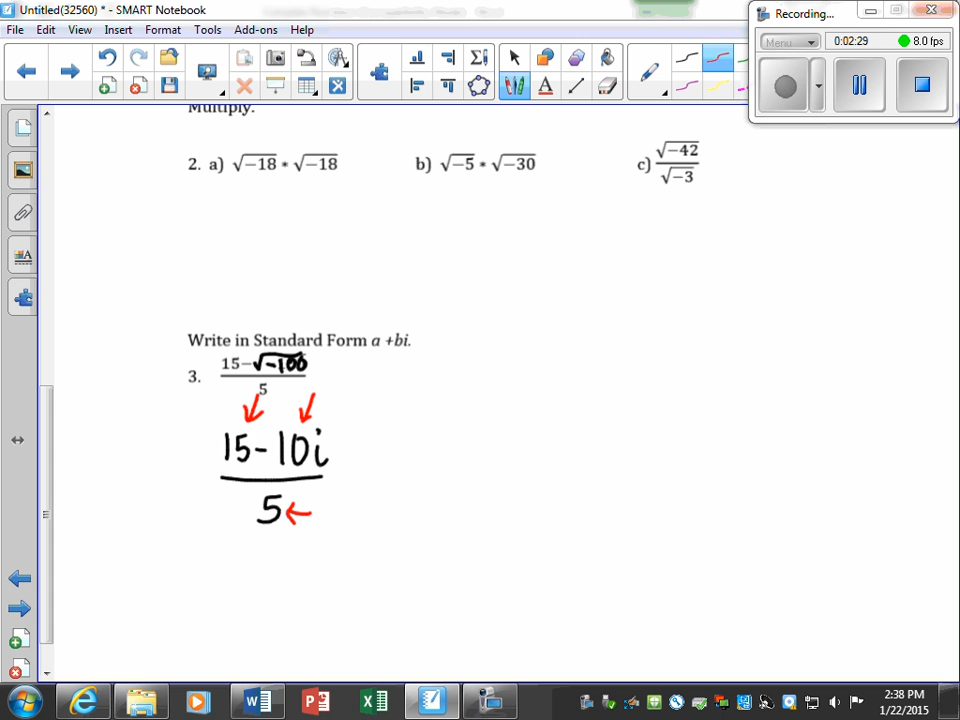 Untitled(32560) * - SMART Notebook
File Edit View Insert Format Tools Add-ons Help
Recording...
Menu 0:02:29 8.0 fps
Multiply.
2. a) √−18 * √−18 b) √−5 * √−30 c) √−42 / √−3
Write in Standard Form a +bi.
3. 15−√−100
5
15 - 10i
5
2:38 PM
1/22/2015